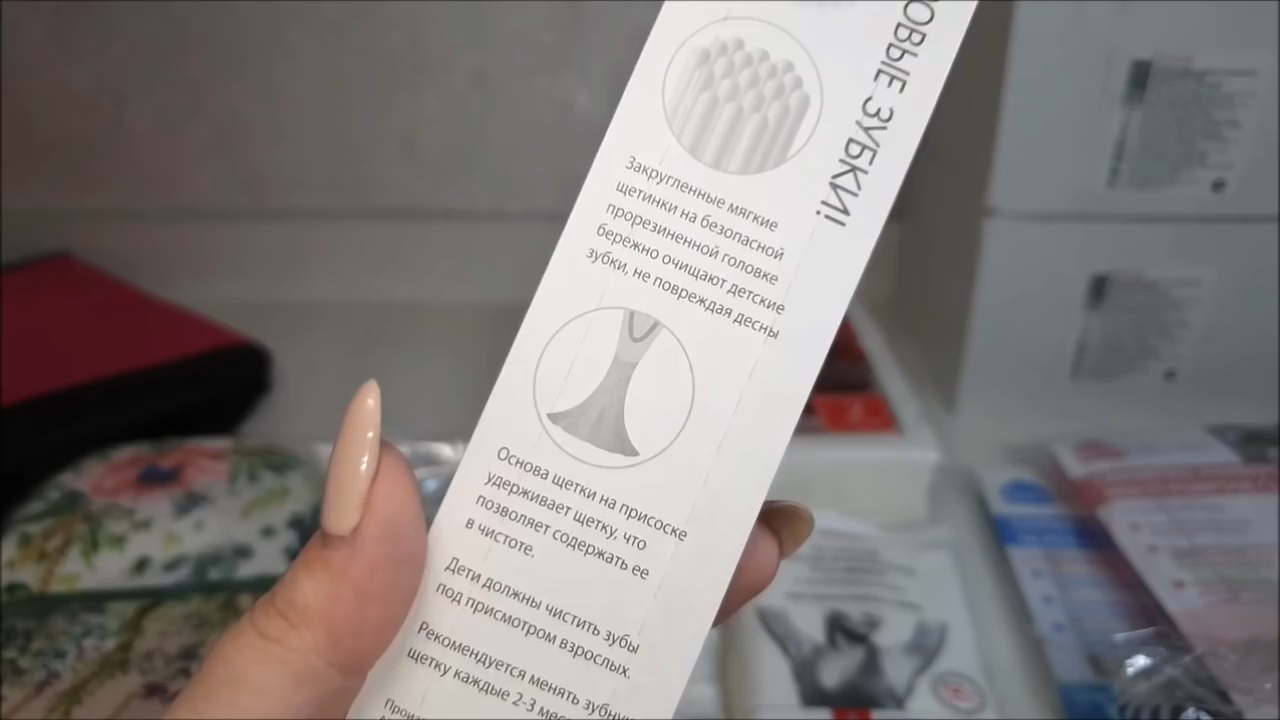 ОВЫЕ ЗУБКИ!
Закругленные мягкие
щетинки на безопасной
прорезиненной головке
бережно очищают детские
зубки, не повреждая десны
Основа щетки на присоске
удерживает щетку, что
позволяет содержать ее
в чистоте.
Дети должны чистить зубы
под присмотром взрослых.
Рекомендуется менять зубную
щетку каждые 2-3 мес